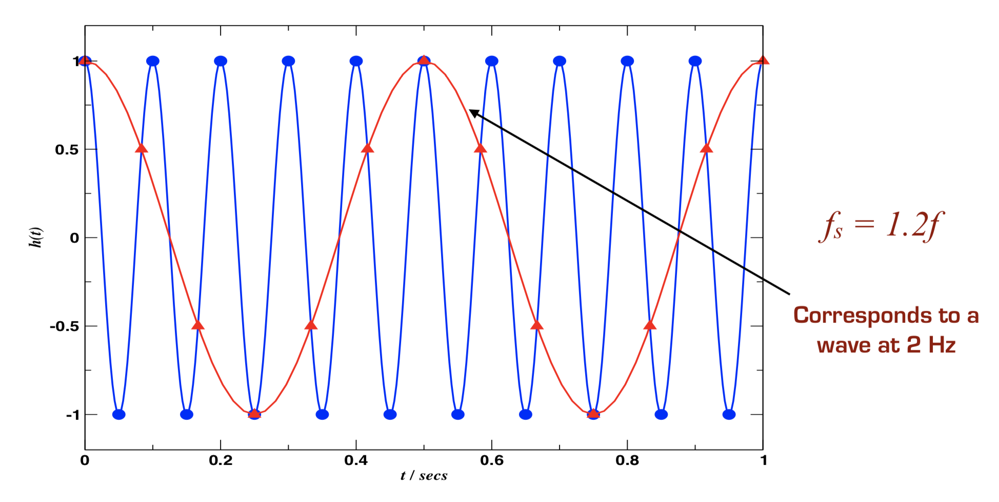 1
0.5
0
-0.5
-1
h(t)
0 0.2 0.4 0.6 0.8 1
t / secs
fₛ = 1.2f
Corresponds to a
wave at 2 Hz